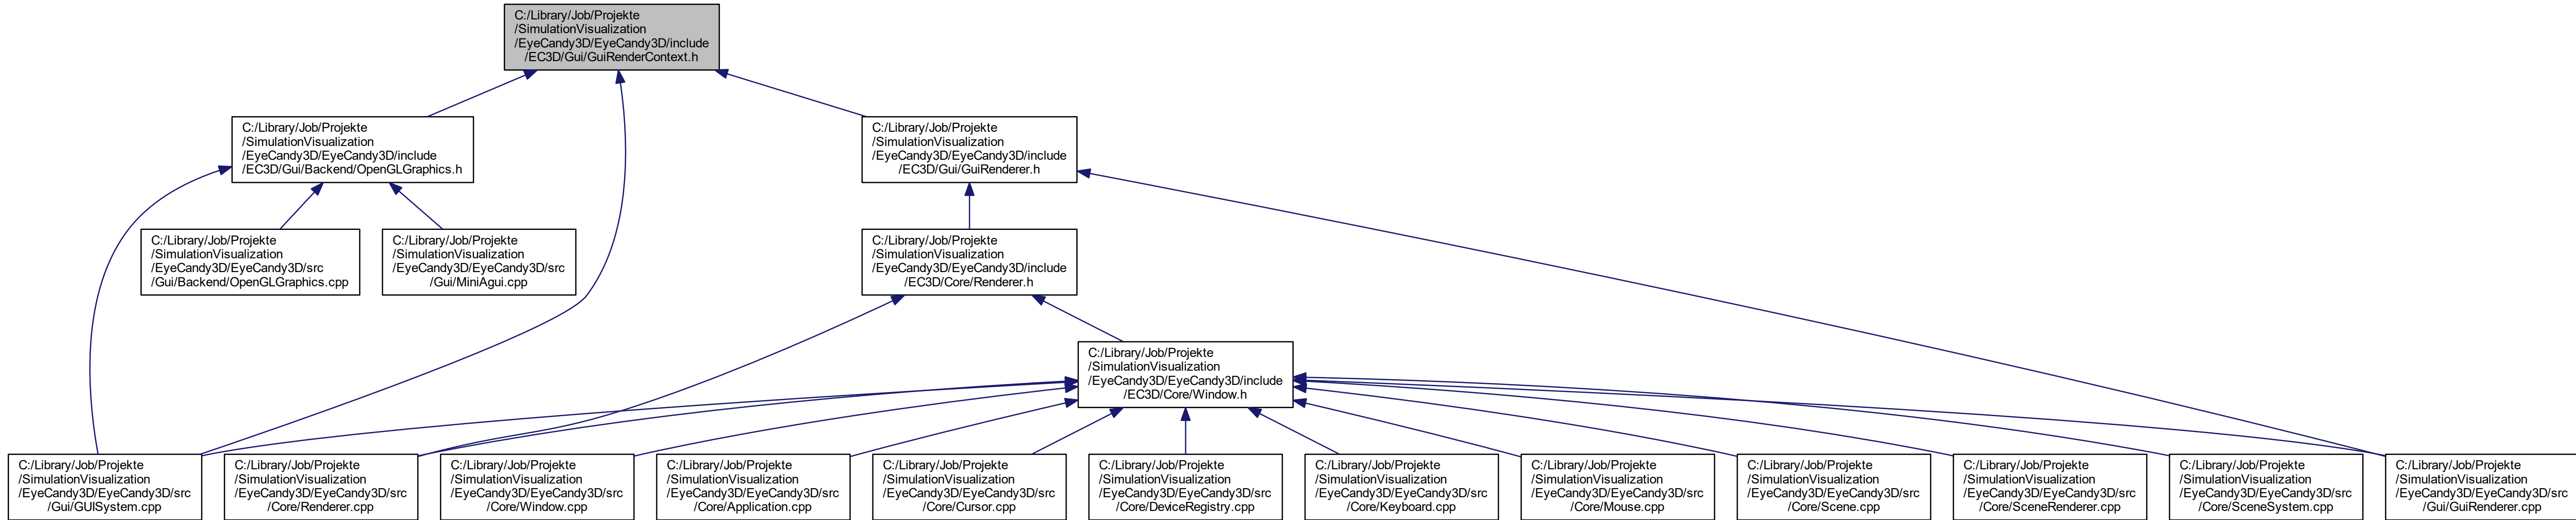 C:/Library/Job/Projekte
/SimulationVisualization
/EyeCandy3D/EyeCandy3D/include
/EC3D/Gui/GuiRenderContext.h
C:/Library/Job/Projekte
/SimulationVisualization
/EyeCandy3D/EyeCandy3D/include
/EC3D/Gui/Backend/OpenGLGraphics.h
C:/Library/Job/Projekte
/SimulationVisualization
/EyeCandy3D/EyeCandy3D/include
/EC3D/Gui/GuiRenderer.h
C:/Library/Job/Projekte
/SimulationVisualization
/EyeCandy3D/EyeCandy3D/src
/Gui/Backend/OpenGLGraphics.cpp
C:/Library/Job/Projekte
/SimulationVisualization
/EyeCandy3D/EyeCandy3D/src
/Gui/MiniAgui.cpp
C:/Library/Job/Projekte
/SimulationVisualization
/EyeCandy3D/EyeCandy3D/include
/EC3D/Core/Renderer.h
C:/Library/Job/Projekte
/SimulationVisualization
/EyeCandy3D/EyeCandy3D/include
/EC3D/Core/Window.h
C:/Library/Job/Projekte
/SimulationVisualization
/EyeCandy3D/EyeCandy3D/src
/Gui/GUISystem.cpp
C:/Library/Job/Projekte
/SimulationVisualization
/EyeCandy3D/EyeCandy3D/src
/Core/Renderer.cpp
C:/Library/Job/Projekte
/SimulationVisualization
/EyeCandy3D/EyeCandy3D/src
/Core/Window.cpp
C:/Library/Job/Projekte
/SimulationVisualization
/EyeCandy3D/EyeCandy3D/src
/Core/Application.cpp
C:/Library/Job/Projekte
/SimulationVisualization
/EyeCandy3D/EyeCandy3D/src
/Core/Cursor.cpp
C:/Library/Job/Projekte
/SimulationVisualization
/EyeCandy3D/EyeCandy3D/src
/Core/DeviceRegistry.cpp
C:/Library/Job/Projekte
/SimulationVisualization
/EyeCandy3D/EyeCandy3D/src
/Core/Keyboard.cpp
C:/Library/Job/Projekte
/SimulationVisualization
/EyeCandy3D/EyeCandy3D/src
/Core/Mouse.cpp
C:/Library/Job/Projekte
/SimulationVisualization
/EyeCandy3D/EyeCandy3D/src
/Core/Scene.cpp
C:/Library/Job/Projekte
/SimulationVisualization
/EyeCandy3D/EyeCandy3D/src
/Core/SceneRenderer.cpp
C:/Library/Job/Projekte
/SimulationVisualization
/EyeCandy3D/EyeCandy3D/src
/Core/SceneSystem.cpp
C:/Library/Job/Projekte
/SimulationVisualization
/EyeCandy3D/EyeCandy3D/src
/Gui/GuiRenderer.cpp